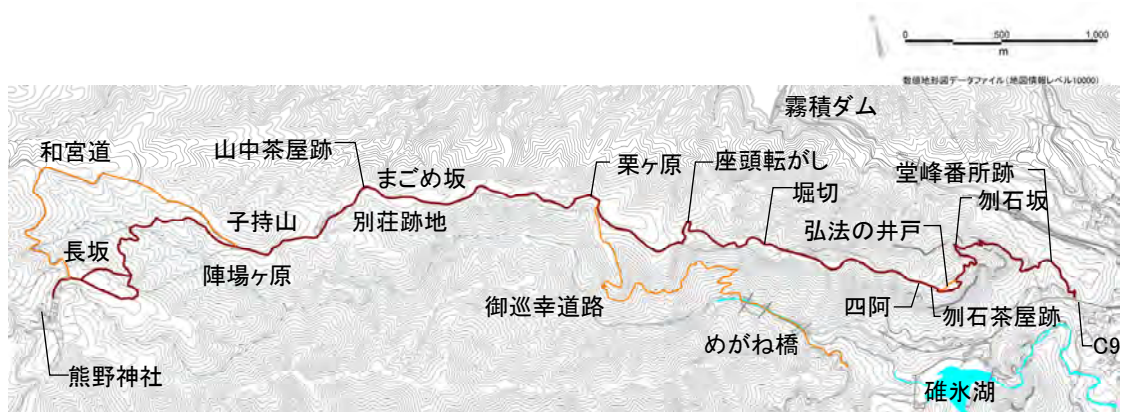 0 500 1,000
m
数値地形図データファイル(地図情報レベル10000)
霧積ダム
和宮道
山中茶屋跡
まごめ坂
栗ヶ原
座頭転がし
堂峰番所跡
堀切
刎石坂
子持山
別荘跡地
弘法の井戸
長坂
陣場ヶ原
御巡幸道路
四阿
刎石茶屋跡
めがね橋
C9
熊野神社
碓氷湖